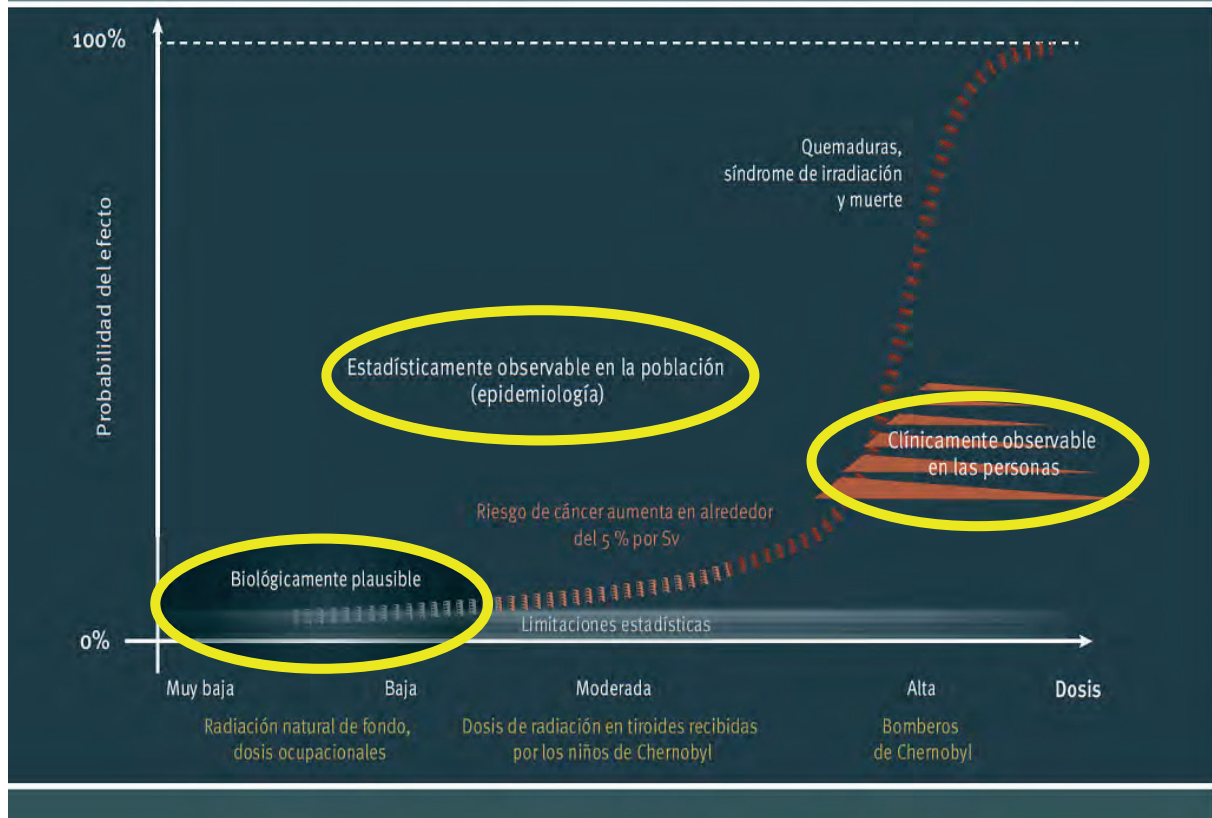 100%
Probabilidad del efecto
Quemaduras,
síndrome de irradiación
y muerte
Estadísticamente observable en la población
(epidemiología)
Clínicamente observable
en las personas
Riesgo de cáncer aumenta en alrededor
del 5 % por Sv
Biológicamente plausible
Limitaciones estadísticas
0%
Muy baja
Baja
Moderada
Alta
Dosis
Radiación natural de fondo,
dosis ocupacionales
Dosis de radiación en tiroides recibidas
por los niños de Chernobyl
Bomberos
de Chernobyl